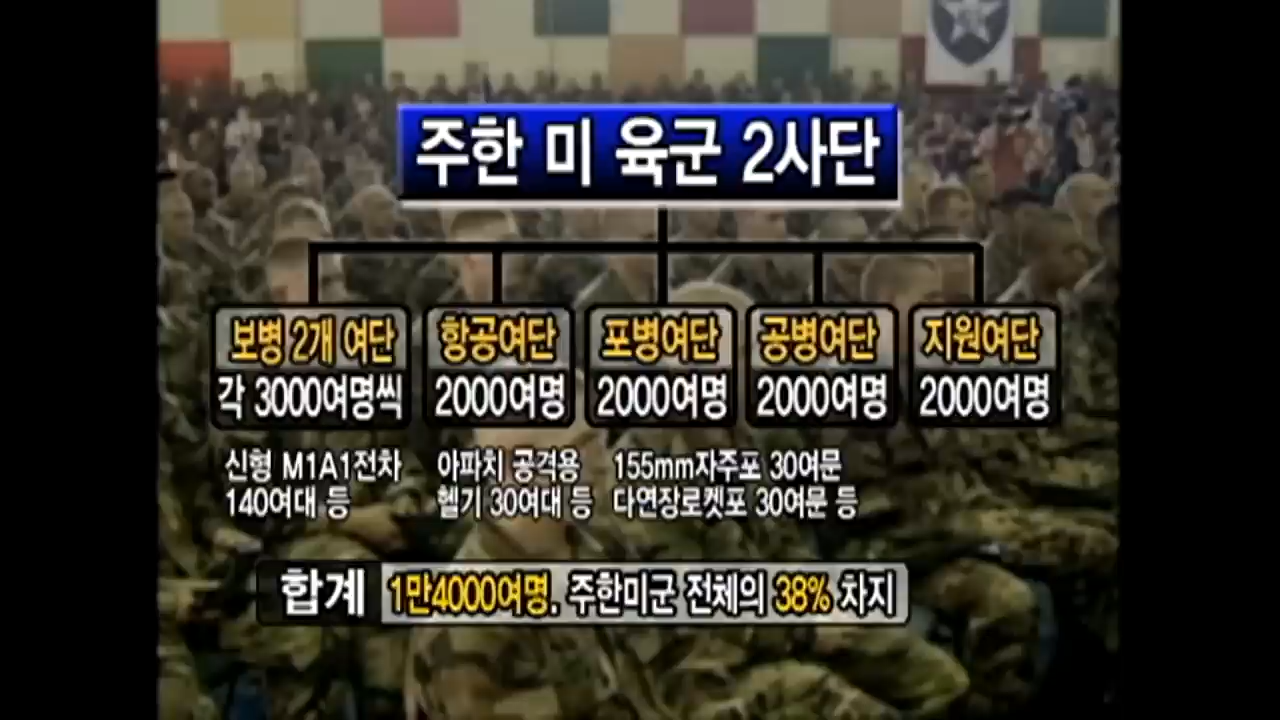 주한 미 육군 2사단
보병 2개 여단
각 3000여명씩
신형 M1A1전차
140여대 등
항공여단
2000여명
아파치 공격용
헬기 30여대 등
포병여단
2000여명
155mm자주포 30여문
다연장로켓포 30여문 등
공병여단
2000여명
지원여단
2000여명
합계 1만4000여명. 주한미군 전체의 38% 차지